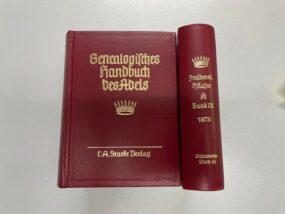 Genealogisches
Handbuch
des Adels
C.A. Starke Verlag
Freiherrl.
Häuser
A
Band IX
1975